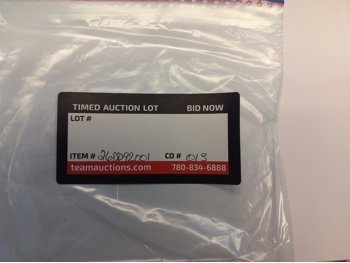 TIMED AUCTION LOT BID NOW
LOT #
ITEM # CO # 013
teamauctions.com 780-834-6888